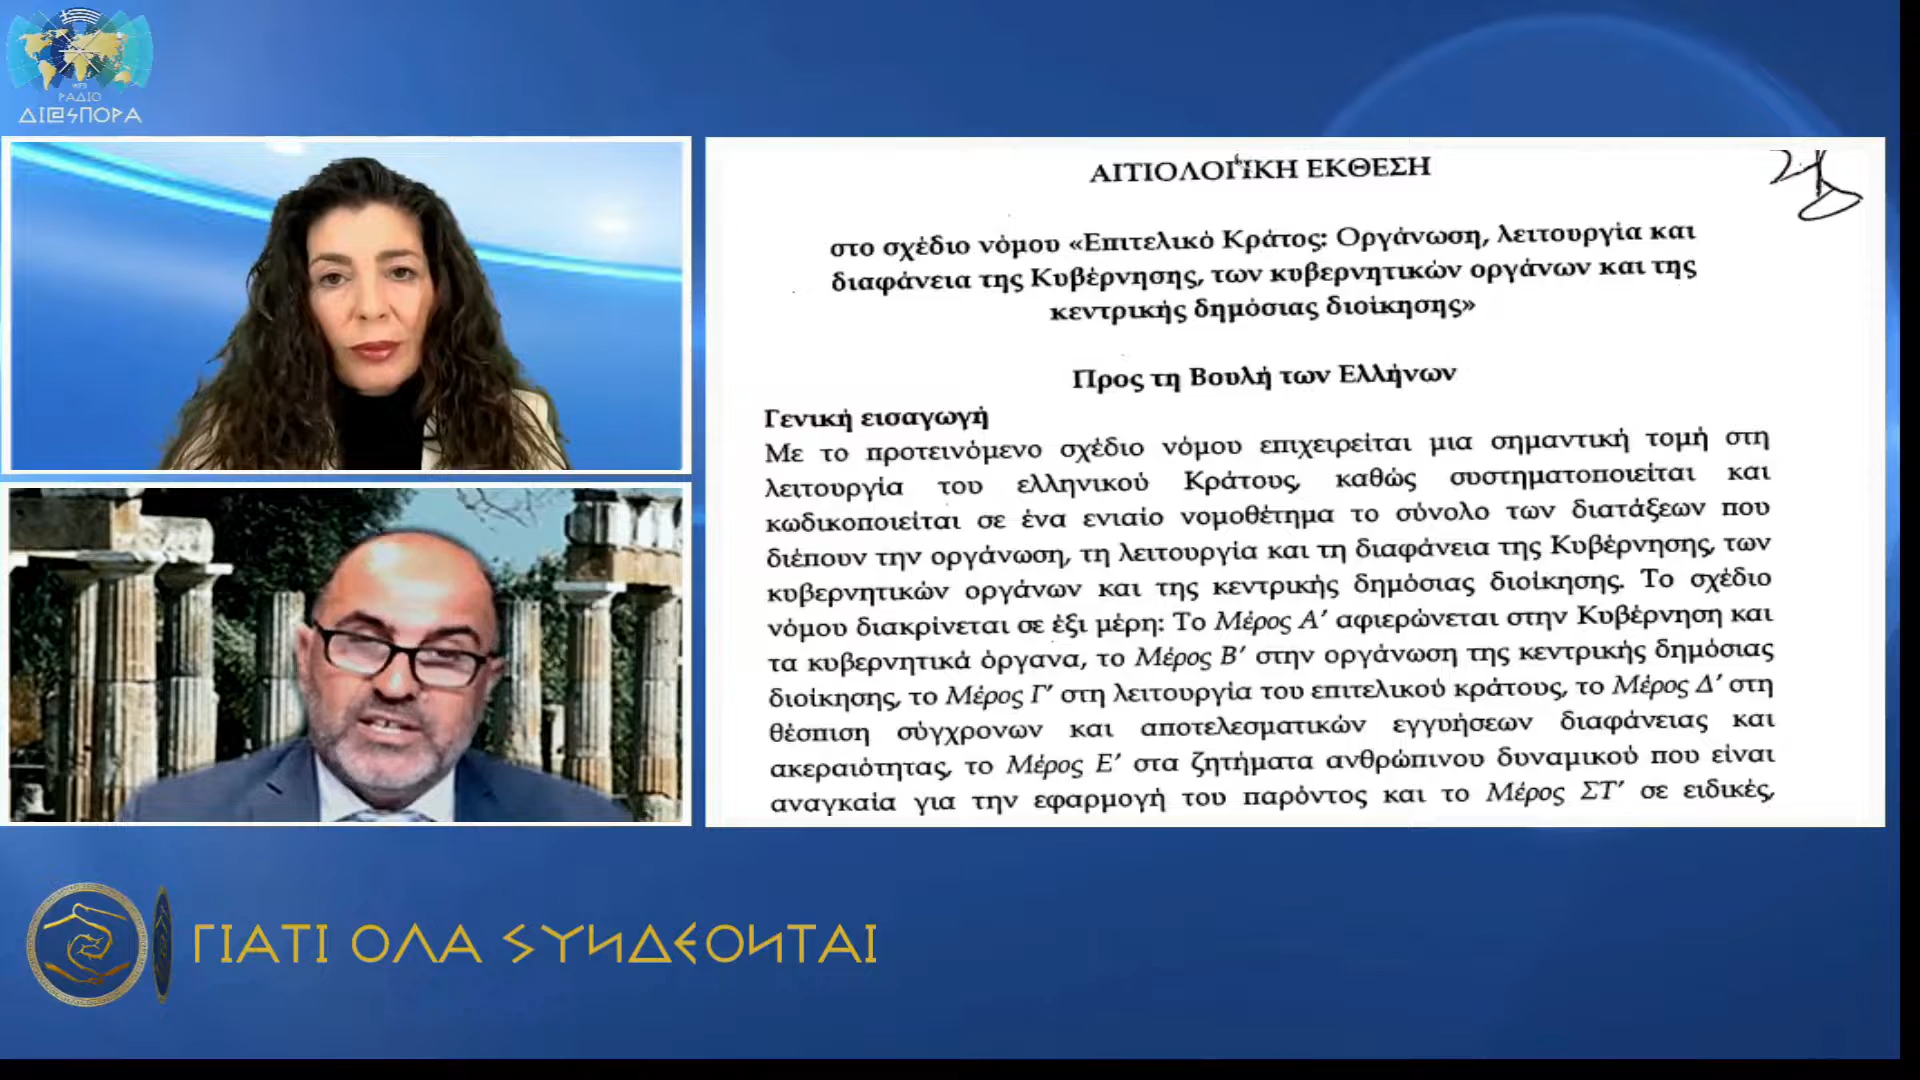 WEB
ΡΑΔΙΟ
ΔΙ@ΣΠΟΡΑ
ΑΙΤΙΟΛΟΓΙΚΗ ΕΚΘΕΣΗ
στο σχέδιο νόμου «Επιτελικό Κράτος: Οργάνωση, λειτουργία και
διαφάνεια της Κυβέρνησης, των κυβερνητικών οργάνων και της
κεντρικής δημόσιας διοίκησης»
Προς τη Βουλή των Ελλήνων
Γενική εισαγωγή
Με το προτεινόμενο σχέδιο νόμου επιχειρείται μια σημαντική τομή στη
λειτουργία του ελληνικού Κράτους, καθώς συστηματοποιείται και
κωδικοποιείται σε ένα ενιαίο νομοθέτημα το σύνολο των διατάξεων που
διέπουν την οργάνωση, τη λειτουργία και τη διαφάνεια της Κυβέρνησης, των
κυβερνητικών οργάνων και της κεντρικής δημόσιας διοίκησης. Το σχέδιο
νόμου διακρίνεται σε έξι μέρη: Το Μέρος Α’ αφιερώνεται στην Κυβέρνηση και
τα κυβερνητικά όργανα, το Μέρος Β’ στην οργάνωση της κεντρικής δημόσιας
διοίκησης, το Μέρος Γ’ στη λειτουργία του επιτελικού κράτους, το Μέρος Δ’ στη
θέσπιση σύγχρονων και αποτελεσματικών εγγυήσεων διαφάνειας και
ακεραιότητας, το Μέρος Ε’ στα ζητήματα ανθρώπινου δυναμικού που είναι
αναγκαία για την εφαρμογή του παρόντος και το Μέρος ΣΤ’ σε ειδικές,
ΓΙΑΤΙ ΟΛΑ ΣΥΝΔΕΟΝΤΑΙ